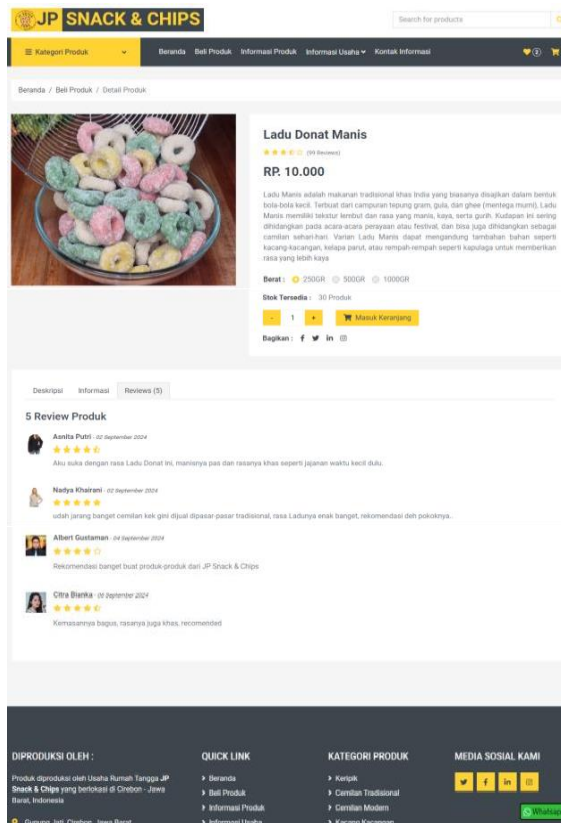 JP SNACK & CHIPS
Search for products
Kategori Produk
Beranda Beli Produk Informasi Produk Informasi Usaha Kontak Informasi
Beranda / Beli Produk / Detail Produk
Ladu Donat Manis
(99 Reviews)
RP. 10.000
Ladu Manis adalah makanan tradisional khas India yang biasanya disajikan dalam bentuk
bola-bola kecil. Terbuat dari campuran tepung gram, gula, dan ghee (mentega murni), Ladu
Manis memiliki tekstur lembut dan rasa yang manis, kaya, serta gurih. Kudapan ini sering
dihidangkan pada acara-acara perayaan atau festival, dan bisa juga dihidangkan sebagai
camilan sehari-hari. Varian Ladu Manis dapat mengandung tambahan bahan seperti
kacang-kacangan, kelapa parut, atau rempah-rempah seperti kapulaga untuk memberikan
rasa yang lebih kaya
Berat : 250GR 500GR 1000GR
Stok Tersedia : 30 Produk
- 1 + Masuk Keranjang
Bagikan :
Deskripsi Informasi Reviews (5)
5 Review Produk
Asnita Putri - 02 September 2024
Aku suka dengan rasa Ladu Donat ini, manisnya pas dan rasanya khas seperti jajanan waktu kecil dulu.
Nadya Khairani - 02 September 2024
udah jarang banget cemilan kek gini dijual dipasar-pasar tradisional, rasa Ladunya enak banget, rekomendasi deh pokoknya..
Albert Gustaman - 04 September 2024
Rekomendasi banget buat produk-produk dari JP Snack & Chips
Citra Bianka - 06 September 2024
Kemasannya bagus, rasanya juga khas, recomended
DIPRODUKSI OLEH : QUICK LINK KATEGORI PRODUK MEDIA SOSIAL KAMI
Produk diproduksi oleh Usaha Rumah Tangga JP
Snack & Chips yang berlokasi di Cirebon - Jawa
Barat, Indonesia
Gunung Jati, Cirebon, Jawa Barat
Beranda
Beli Produk
Informasi Produk
Informasi Usaha
Keripik
Cemilan Tradisional
Cemilan Modern
Kacang Kacangan
Whatsap